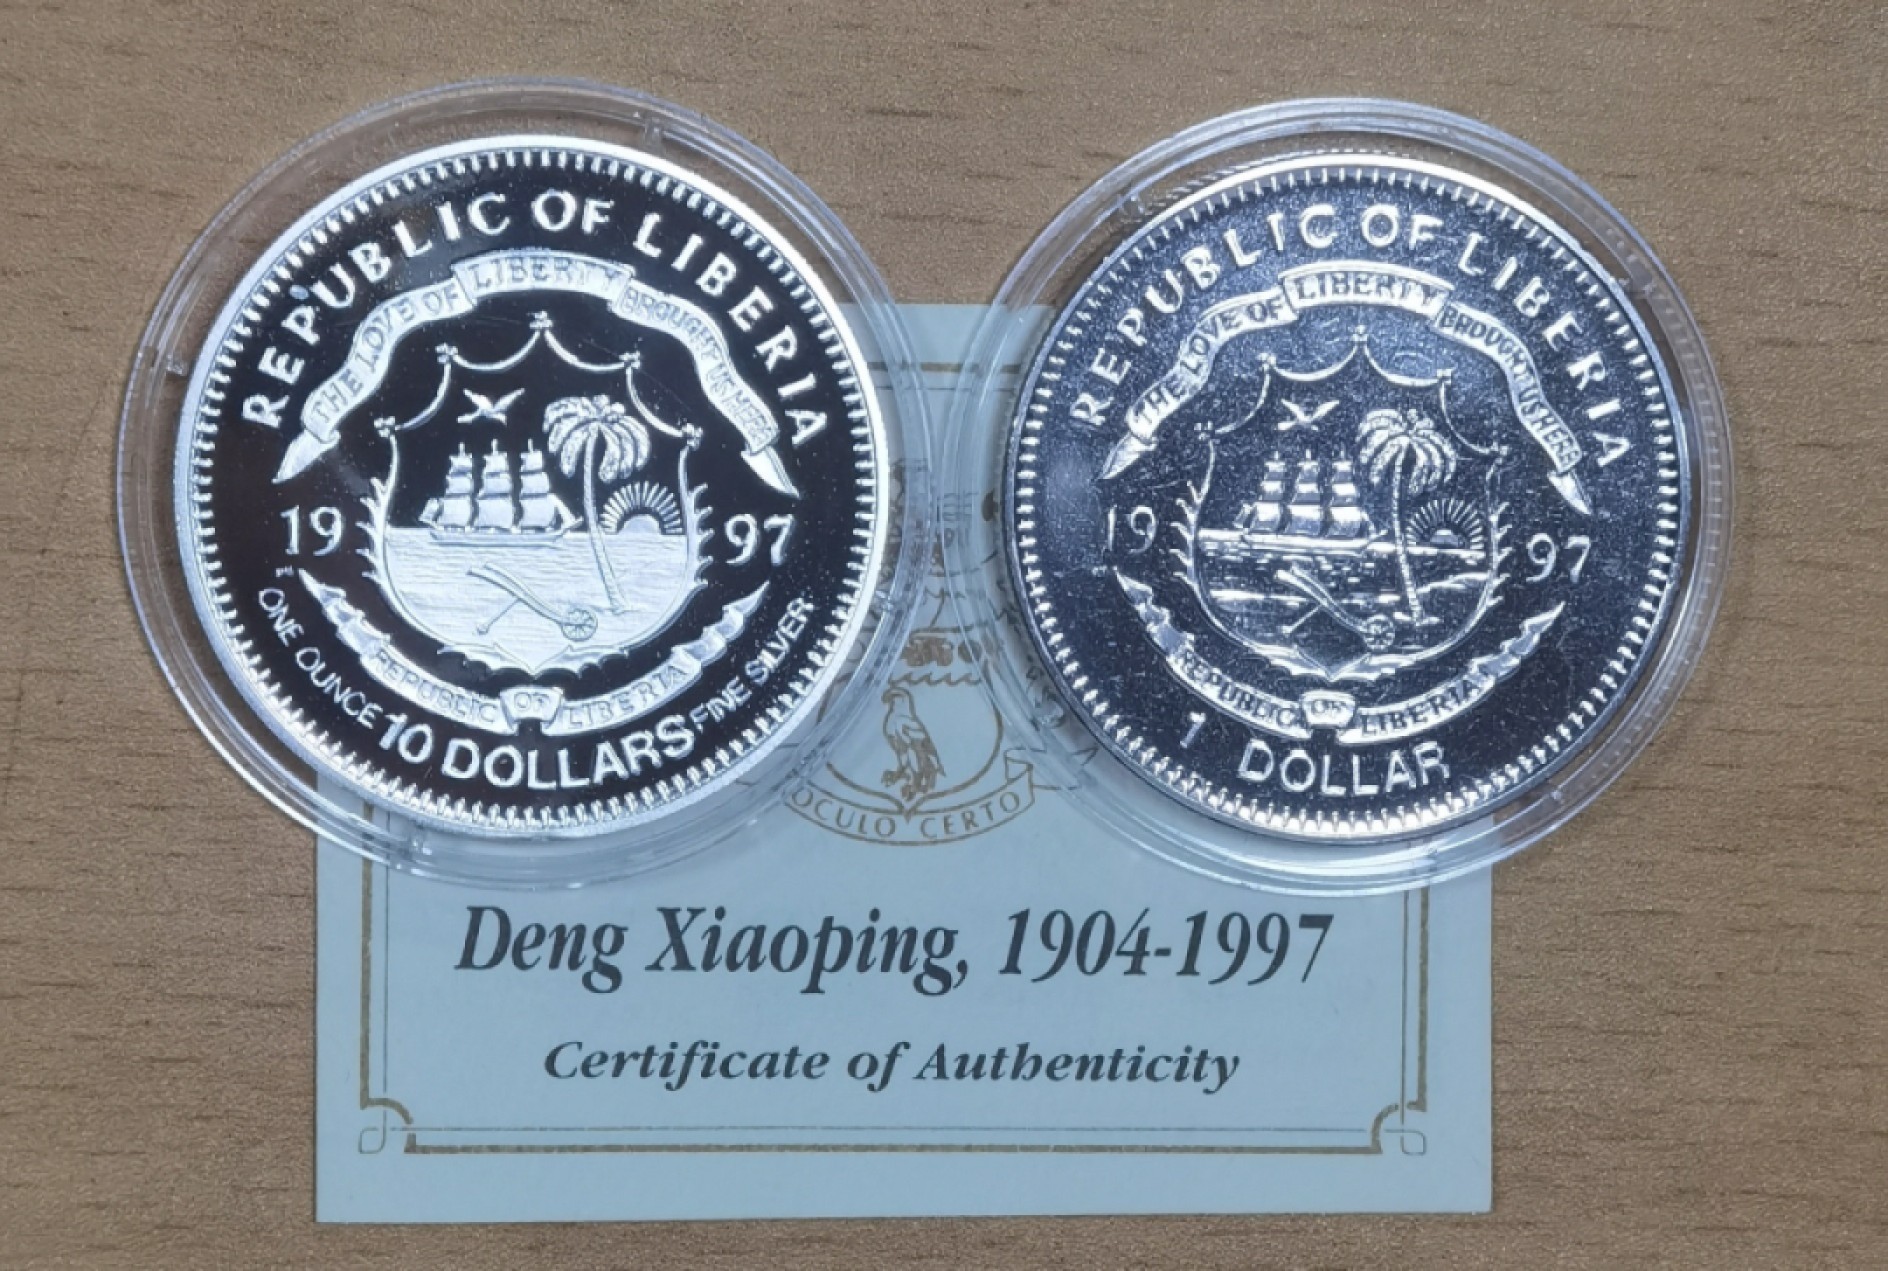 REPUBLIC OF LIBERIA
THE LOVE OF LIBERTY BROUGHT US HERE
19 97
REPUBLIC OF LIBERIA
ONE OUNCE 10 DOLLARS FINE SILVER
REPUBLIC OF LIBERIA
THE LOVE OF LIBERTY BROUGHT US HERE
19 97
REPUBLIC OF LIBERIA
1 DOLLAR
OCULO CERTO
Deng Xiaoping, 1904-1997
Certificate of Authenticity